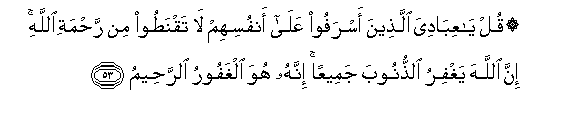 ۞ قُلْ يَـٰعِبَادِىَ ٱلَّذِينَ أَسْرَفُوا۟ عَلَىٰٓ أَنفُسِهِمْ لَا تَقْنَطُوا۟ مِن رَّحْمَةِ ٱللَّهِ ۚ
إِنَّ ٱللَّهَ يَغْفِرُ ٱلذُّنُوبَ جَمِيعًا ۚ إِنَّهُۥ هُوَ ٱلْغَفُورُ ٱلرَّحِيمُ ﴿٥٣﴾